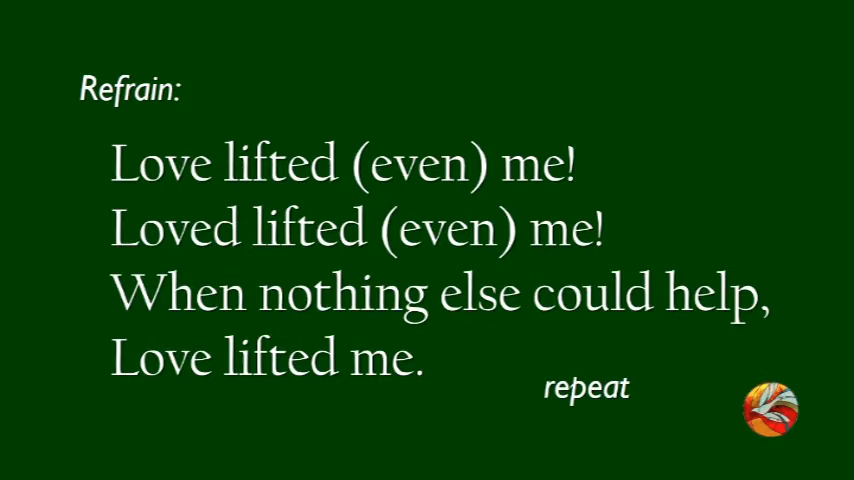 Refrain:
Love lifted (even) me!
Loved lifted (even) me!
When nothing else could help,
Love lifted me.
repeat